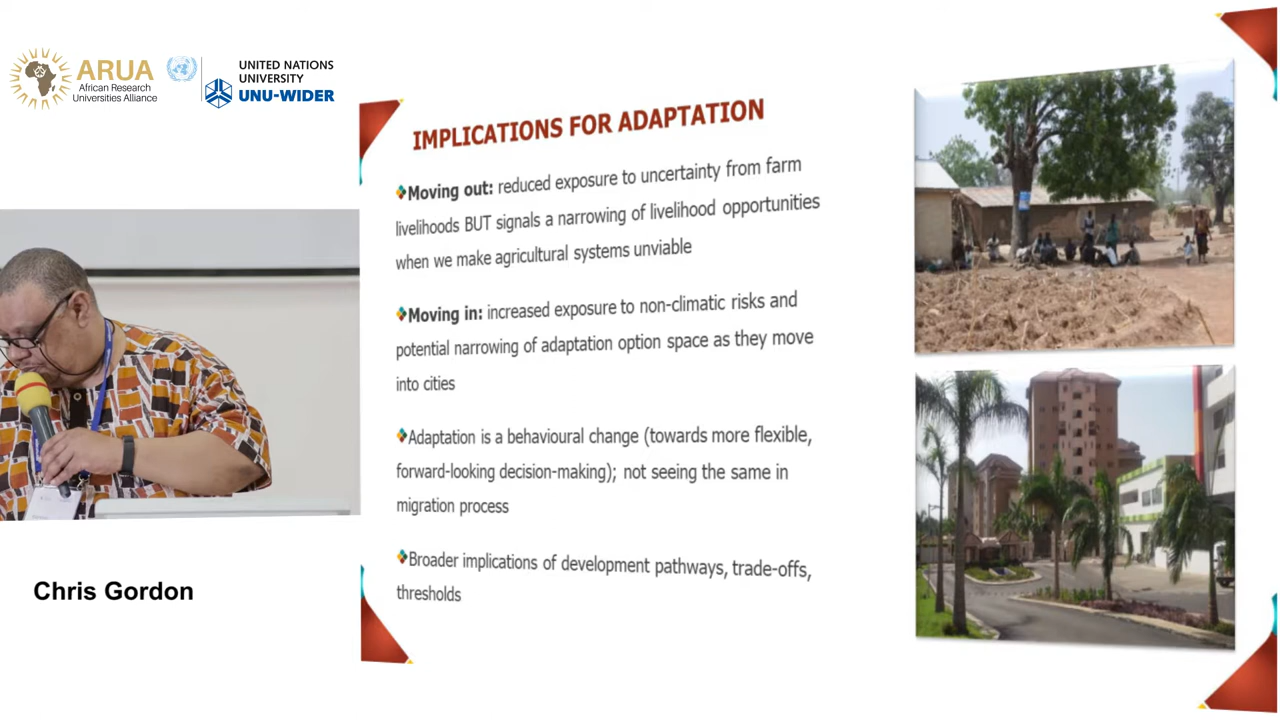 ARUA
African Research
Universities Alliance
UNITED NATIONS
UNIVERSITY
UNU-WIDER
IMPLICATIONS FOR ADAPTATION
Moving out: reduced exposure to uncertainty from farm
livelihoods BUT signals a narrowing of livelihood opportunities
when we make agricultural systems unviable
Moving in: increased exposure to non-climatic risks and
potential narrowing of adaptation option space as they move
into cities
Adaptation is a behavioural change (towards more flexible,
forward-looking decision-making); not seeing the same in
migration process
Broader implications of development pathways, trade-offs,
thresholds
Chris Gordon